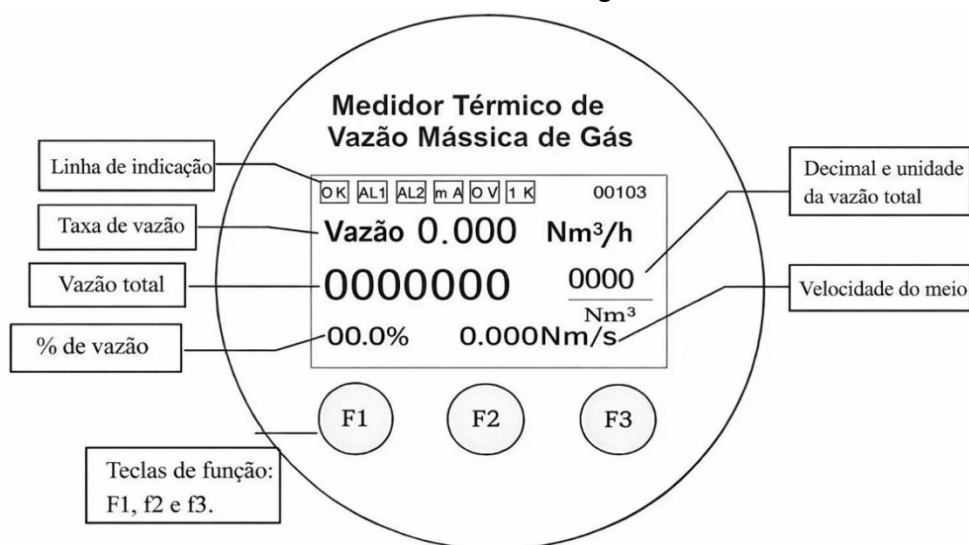 Medidor Térmico de
Vazão Mássica de Gás
Linha de indicação
Taxa de vazão
Vazão total
% de vazão
OK AL1 AL2 mA OV 1 K 00103
Vazão 0.000 Nm³/h
0000000 0000
Nm³
00.0% 0.000Nm/s
Decimal e unidade
da vazão total
Velocidade do meio
F1 F2 F3
Teclas de função:
F1, f2 e f3.